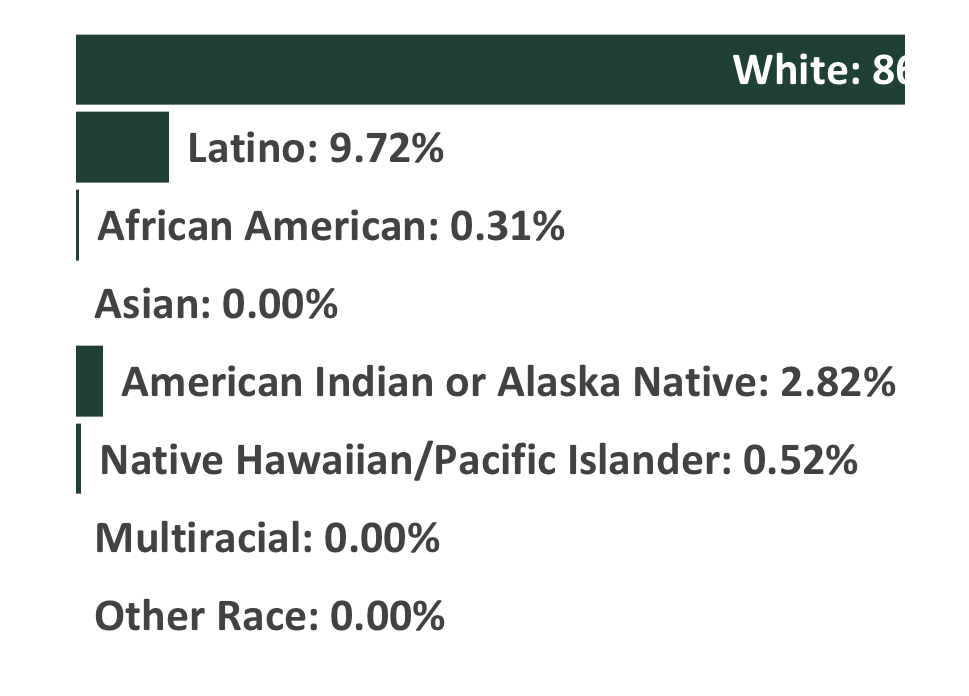 White: 86
Latino: 9.72%
African American: 0.31%
Asian: 0.00%
American Indian or Alaska Native: 2.82%
Native Hawaiian/Pacific Islander: 0.52%
Multiracial: 0.00%
Other Race: 0.00%